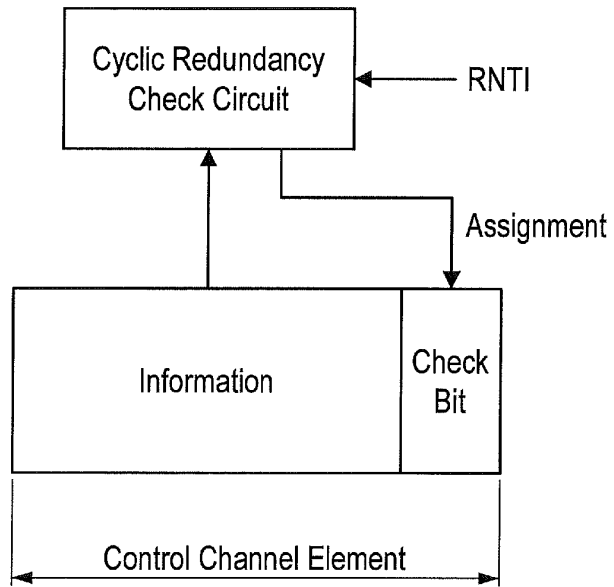 Cyclic Redundancy
Check Circuit
RNTI
Assignment
Information
Check
Bit
Control Channel Element